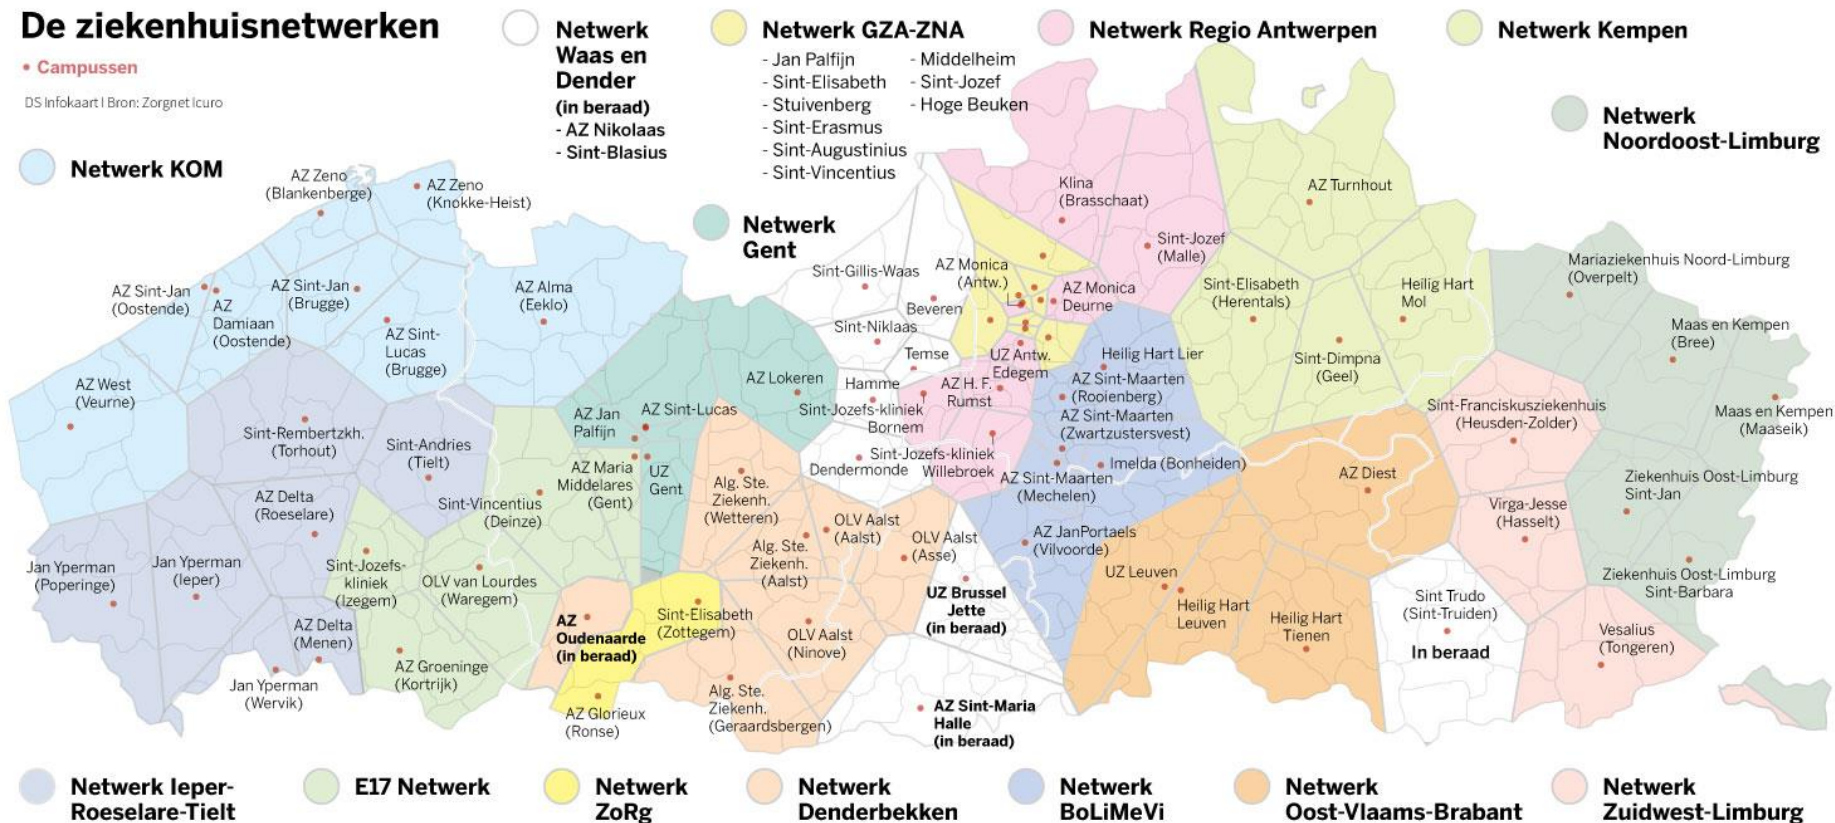 De ziekenhuisnetwerken
• Campussen
DS Infokaart I Bron: Zorgnet Icuro
Netwerk
Waas en
Dender
(in beraad)
- AZ Nikolaas
- Sint-Blasius
Netwerk GZA-ZNA
- Jan Palfijn
- Sint-Elisabeth
- Stuivenberg
- Sint-Erasmus
- Sint-Augustinius
- Sint-Vincentius
- Middelheim
- Sint-Jozef
- Hoge Beuken
Netwerk Regio Antwerpen
Netwerk Kempen
Netwerk
Noordoost-Limburg
Netwerk KOM
Netwerk
Gent
AZ Zeno
(Blankenberge)
AZ Zeno
(Knokke-Heist)
AZ Sint-Jan
(Oostende)
AZ
Damiaan
(Oostende)
AZ Sint-Jan
(Brugge)
AZ Sint-
Lucas
(Brugge)
AZ Alma
(Eeklo)
AZ West
(Veurne)
Sint-Rembertzkh.
(Torhout)
Sint-Andries
(Tielt)
AZ Delta
(Roeselare)
Jan Yperman
(Poperinge)
Jan Yperman
(Ieper)
AZ Delta
(Menen)
Jan Yperman
(Wervik)
Sint-Vincentius
(Deinze)
Sint-Jozefs-
kliniek
(Izegem)
OLV van Lourdes
(Waregem)
AZ Groeninge
(Kortrijk)
AZ Jan
Palfijn
AZ Sint-Lucas
AZ Maria
Middelares
(Gent)
UZ
Gent
AZ Lokeren
Sint-Gillis-Waas
Beveren
Sint-Niklaas
Temse
Hamme
Sint-Jozefs-kliniek
Bornem
Dendermonde
Sint-Jozefs-kliniek
Willebroek
AZ Monica
(Antw.)
AZ Monica
Deurne
UZ Antw.
Edegem
AZ H. F.
Rumst
Klina
(Brasschaat)
Sint-Jozef
(Malle)
AZ Turnhout
Sint-Elisabeth
(Herentals)
Heilig Hart
Mol
Sint-Dimpna
(Geel)
Heilig Hart Lier
AZ Sint-Maarten
(Rooienberg)
AZ Sint-Maarten
(Zwartzustersvest)
Imelda (Bonheiden)
AZ Sint-Maarten
(Mechelen)
AZ JanPortaels
(Vilvoorde)
Alg. Ste.
Ziekenh.
(Wetteren)
Alg. Ste.
Ziekenh.
(Aalst)
OLV Aalst
(Aalst)
OLV Aalst
(Asse)
OLV Aalst
(Ninove)
Alg. Ste.
Ziekenh.
(Geraardsbergen)
AZ
Oudenaarde
(in beraad)
Sint-Elisabeth
(Zottegem)
AZ Glorieux
(Ronse)
UZ Brussel
Jette
(in beraad)
AZ Sint-Maria
Halle
(in beraad)
UZ Leuven
Heilig Hart
Leuven
Heilig Hart
Tienen
AZ Diest
Sint Trudo
(Sint-Truiden)
In beraad
Sint-Franciskusziekenhuis
(Heusden-Zolder)
Virga-Jesse
(Hasselt)
Vesalius
(Tongeren)
Mariaziekenhuis Noord-Limburg
(Overpelt)
Maas en Kempen
(Bree)
Maas en Kempen
(Maaseik)
Ziekenhuis Oost-Limburg
Sint-Jan
Ziekenhuis Oost-Limburg
Sint-Barbara
Netwerk Ieper-
Roeselare-Tielt
E17 Netwerk
Netwerk
ZoRg
Netwerk
Denderbekken
Netwerk
BoLiMeVi
Netwerk
Oost-Vlaams-Brabant
Netwerk
Zuidwest-Limburg